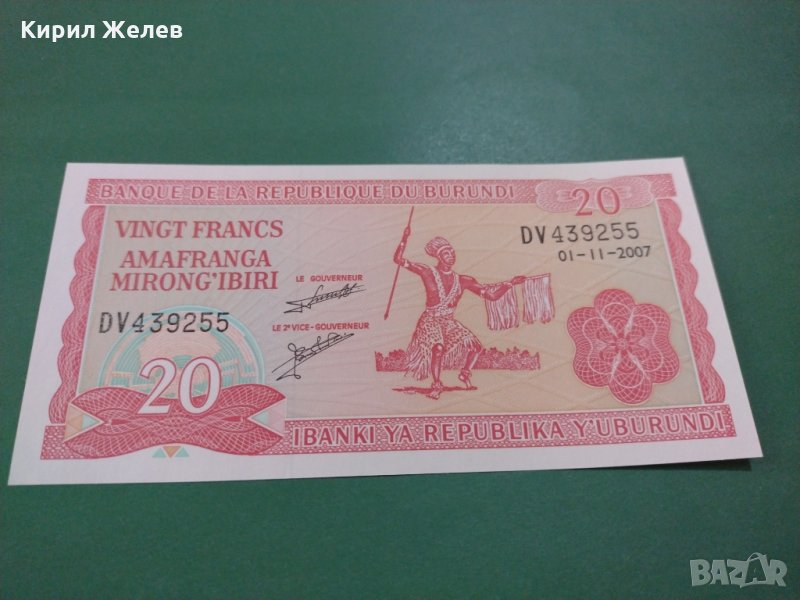 Кирил Желев
BANQUE DE LA REPUBLIQUE DU BURUNDI
20
VINGT FRANCS
AMAFRANGA
MIRONG'IBIRI
DV439255
01-11-2007
LE GOUVERNEUR
DV439255
LE 2e VICE-GOUVERNEUR
20
IBANKI YA REPUBLIKA Y'UBURUNDI
BAZAR